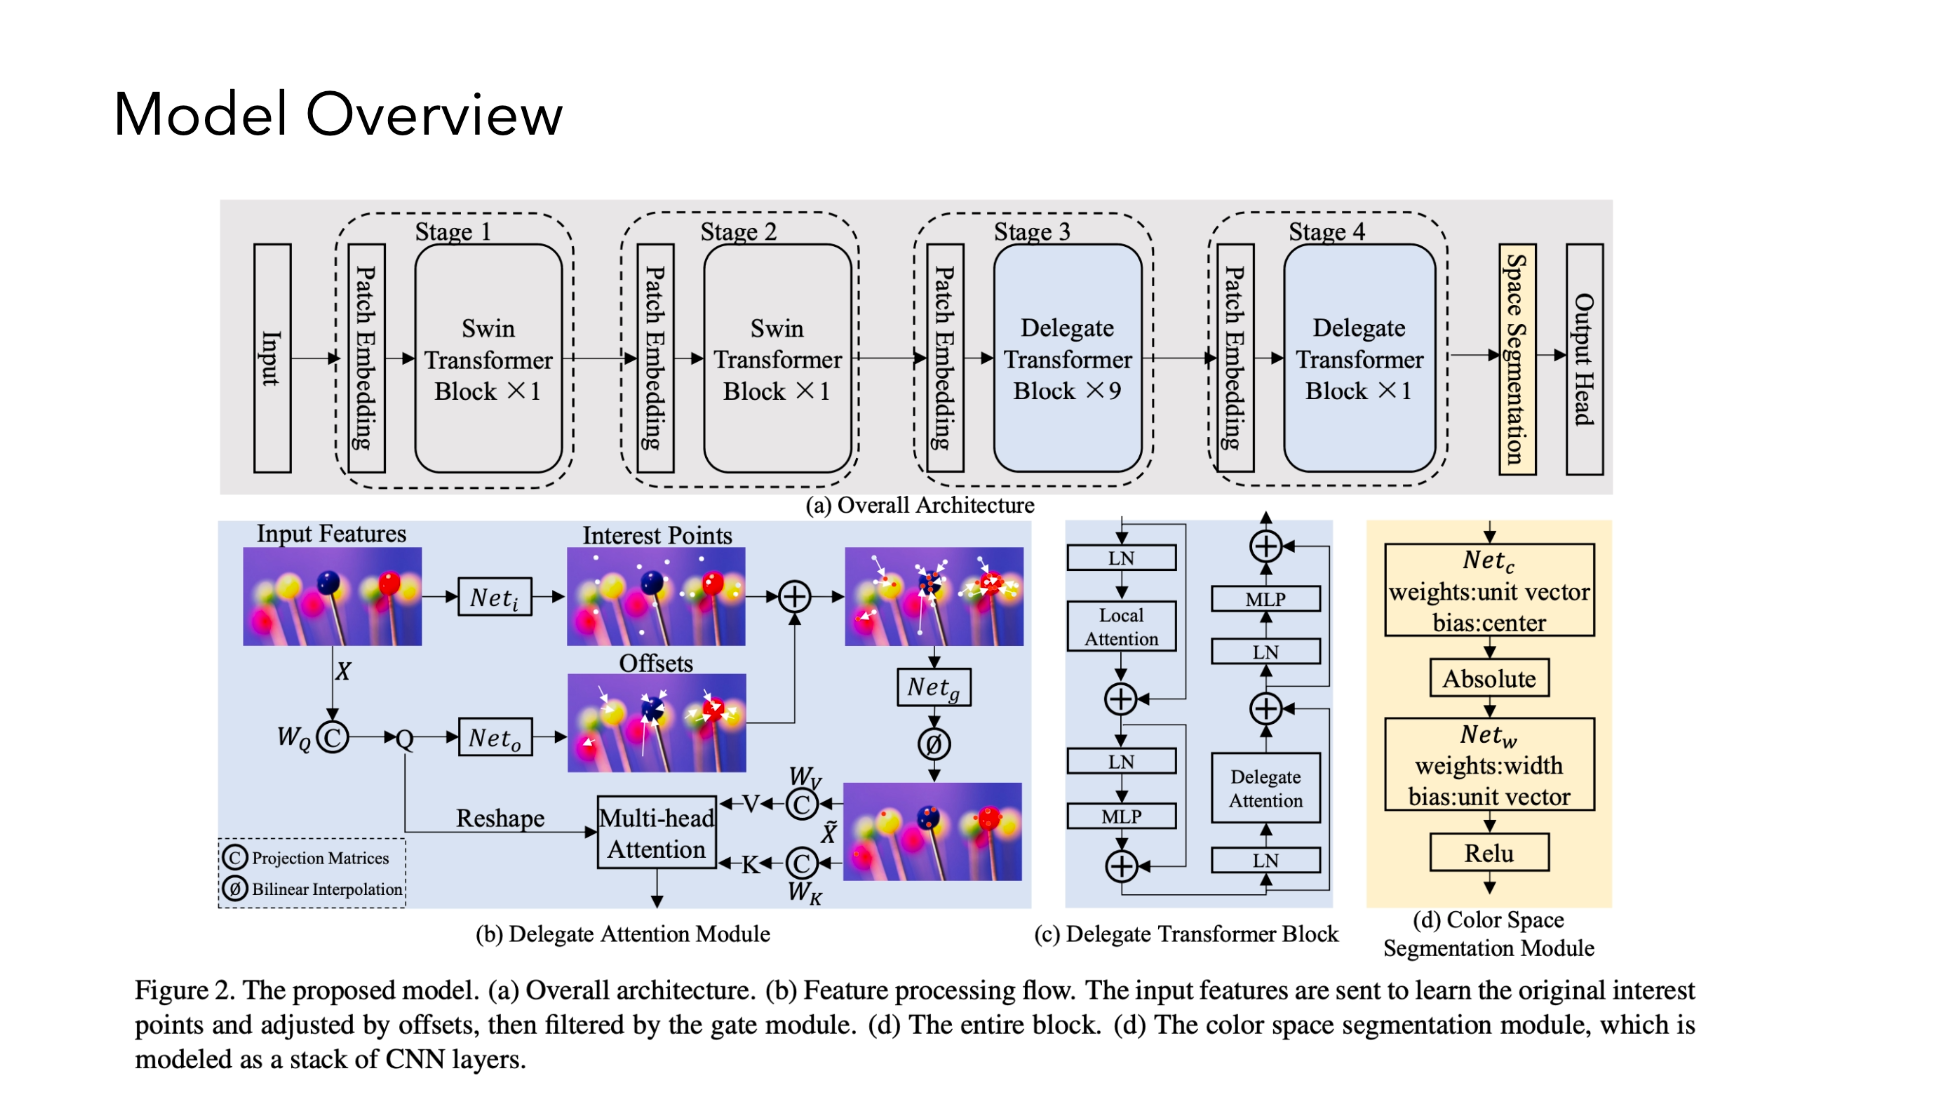 Model Overview
Stage 1
Stage 2
Stage 3
Stage 4
Input
Patch Embedding
Swin
Transformer
Block ×1
Patch Embedding
Swin
Transformer
Block ×1
Patch Embedding
Delegate
Transformer
Block ×9
Patch Embedding
Delegate
Transformer
Block ×1
Space Segmentation
Output Head
(a) Overall Architecture
Input Features
Net_i
Interest Points
X
Offsets
Net_g
W_Q
C
Q
Net_o
Ø
Reshape
Multi-head
Attention
V
C
W_V
X̃
K
C
W_K
C Projection Matrices
Ø Bilinear Interpolation
(b) Delegate Attention Module
LN
Local
Attention
LN
MLP
MLP
LN
Delegate
Attention
LN
(c) Delegate Transformer Block
Net_c
weights:unit vector
bias:center
Absolute
Net_w
weights:width
bias:unit vector
Relu
(d) Color Space
Segmentation Module
Figure 2. The proposed model. (a) Overall architecture. (b) Feature processing flow. The input features are sent to learn the original interest
points and adjusted by offsets, then filtered by the gate module. (d) The entire block. (d) The color space segmentation module, which is
modeled as a stack of CNN layers.